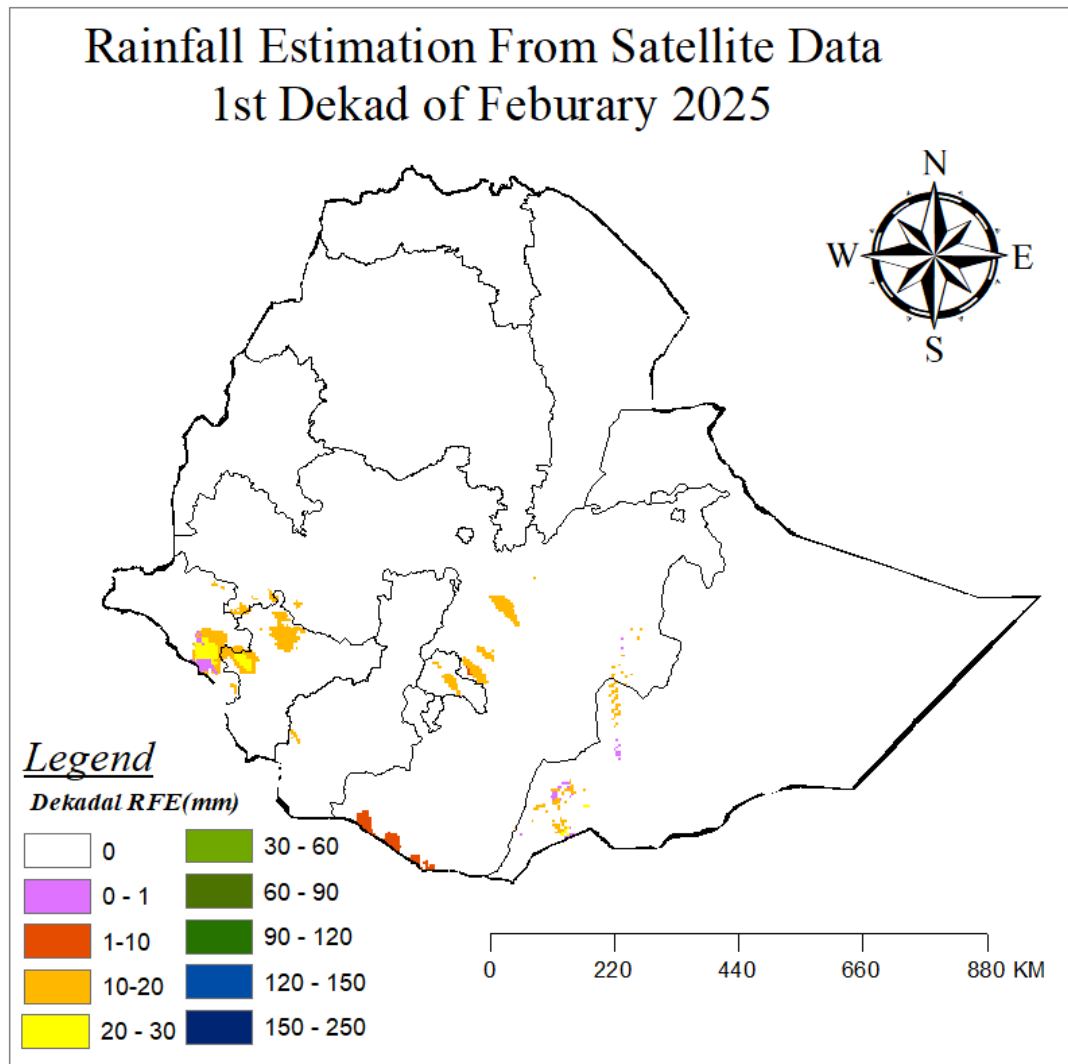 Rainfall Estimation From Satellite Data
1st Dekad of Feburary 2025
N
W
E
S
Legend
Dekadal RFE(mm)
0
0 - 1
1-10
10-20
20 - 30
30 - 60
60 - 90
90 - 120
120 - 150
150 - 250
0 220 440 660 880 KM